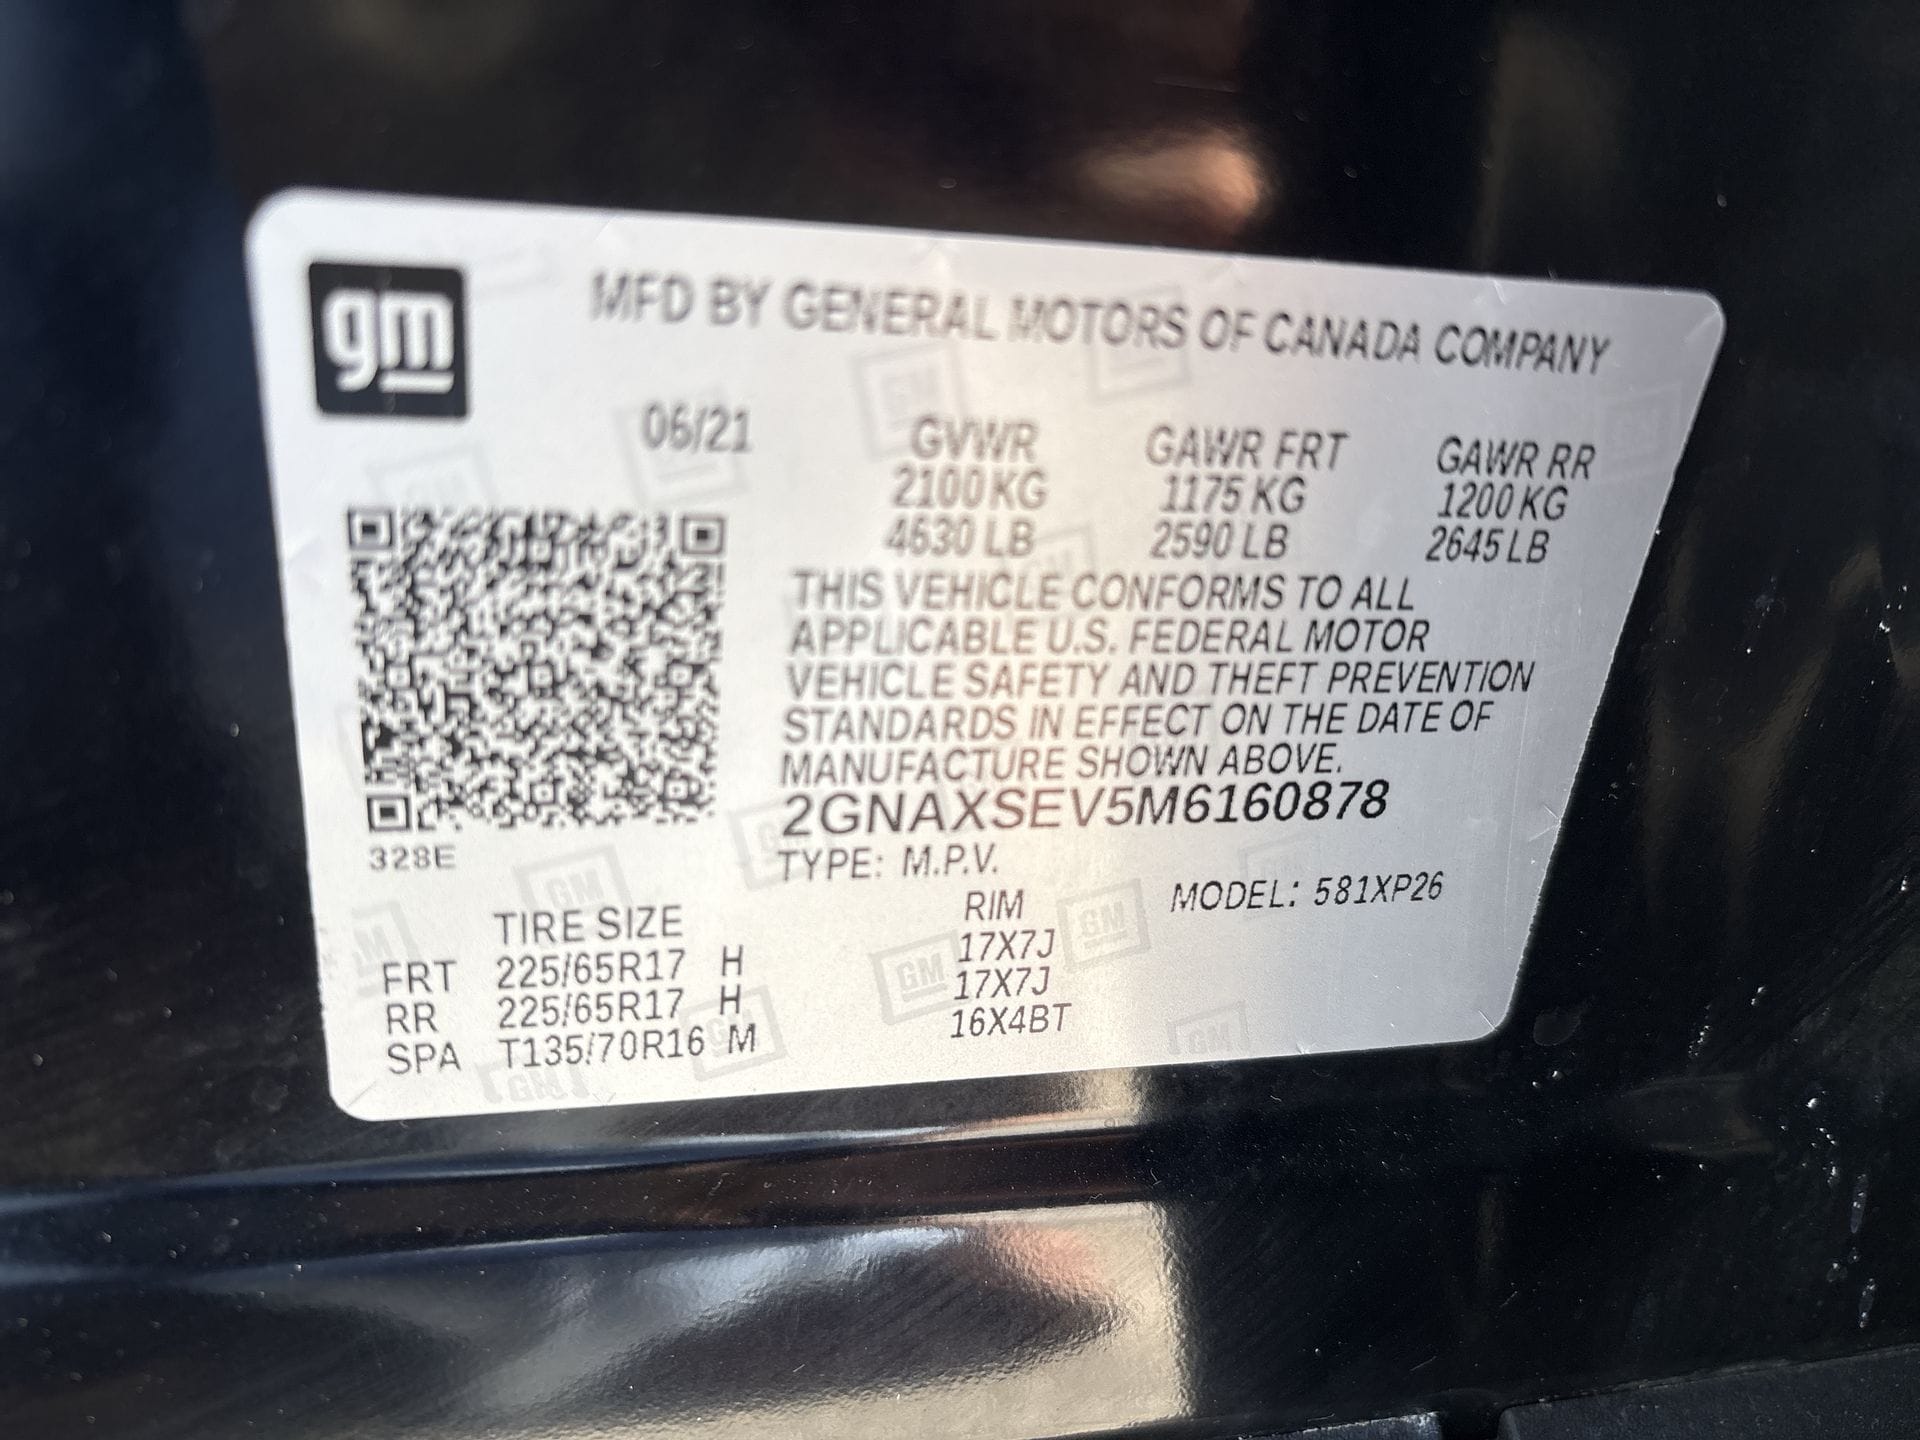 gm
MFD BY GENERAL MOTORS OF CANADA COMPANY
06/21
GVWR GAWR FRT GAWR RR
2100 KG 1175 KG 1200 KG
4630 LB 2590 LB 2645 LB
THIS VEHICLE CONFORMS TO ALL
APPLICABLE U.S. FEDERAL MOTOR
VEHICLE SAFETY AND THEFT PREVENTION
STANDARDS IN EFFECT ON THE DATE OF
MANUFACTURE SHOWN ABOVE.
2GNAXSEV5M6160878
328E
TYPE: M.P.V.
MODEL: 581XP26
TIRE SIZE RIM
FRT 225/65R17 H 17X7J
RR 225/65R17 H 17X7J
SPA T135/70R16 M 16X4BT